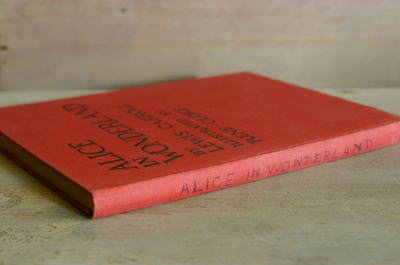 ALICE
IN
WONDERLAND
BY
LEWIS CARROLL
ILLUSTRATED BY
RENE CLOKE
ALICE IN WONDERLAND